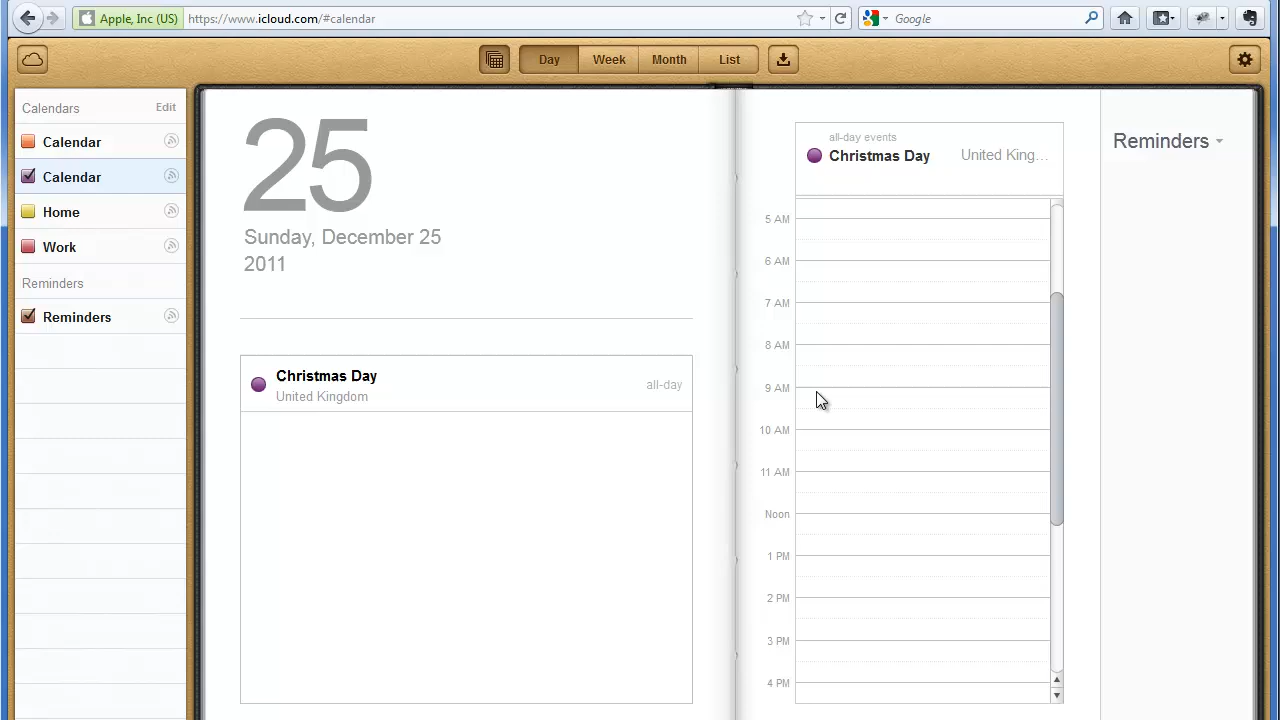 Apple, Inc (US)
https://www.icloud.com/#calendar
Google
Day
Week
Month
List
Calendars
Edit
Calendar
Calendar
Home
Work
Reminders
Reminders
25
Sunday, December 25
2011
Christmas Day
United Kingdom
all-day
all-day events
Christmas Day
United King...
5 AM
6 AM
7 AM
8 AM
9 AM
10 AM
11 AM
Noon
1 PM
2 PM
3 PM
4 PM
Reminders